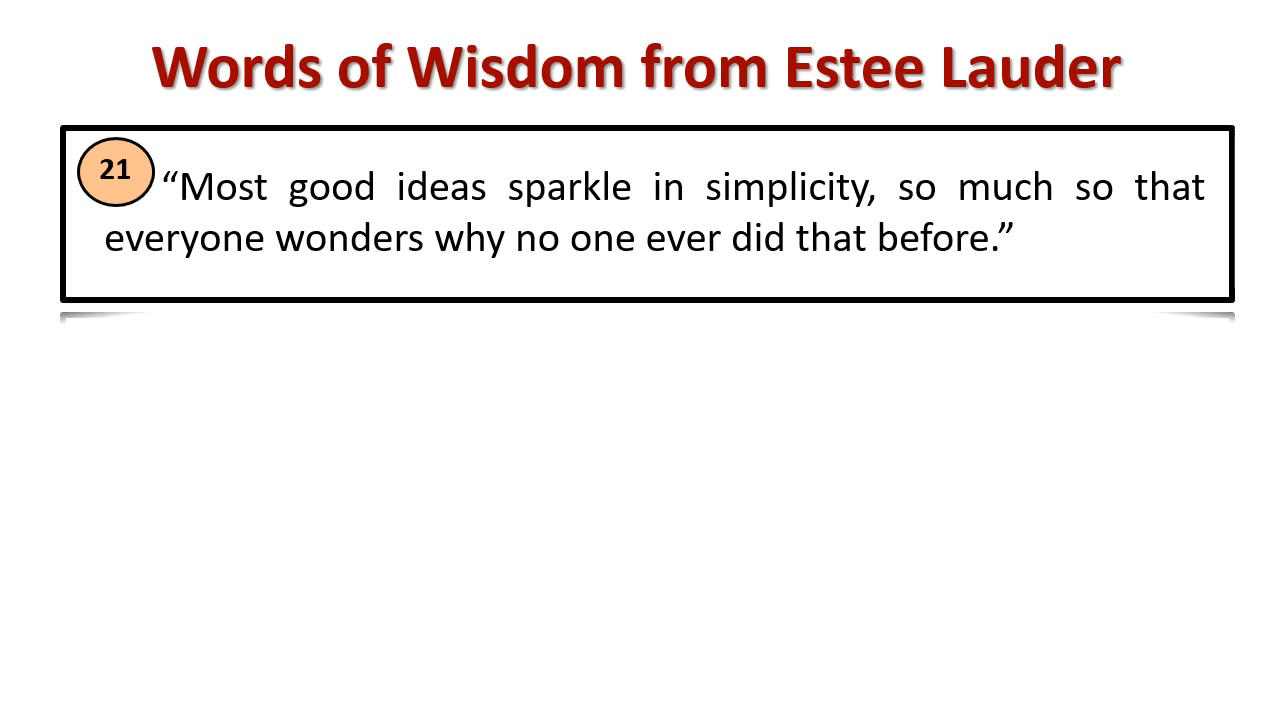 Words of Wisdom from Estee Lauder
21
“Most good ideas sparkle in simplicity, so much so that
everyone wonders why no one ever did that before.”